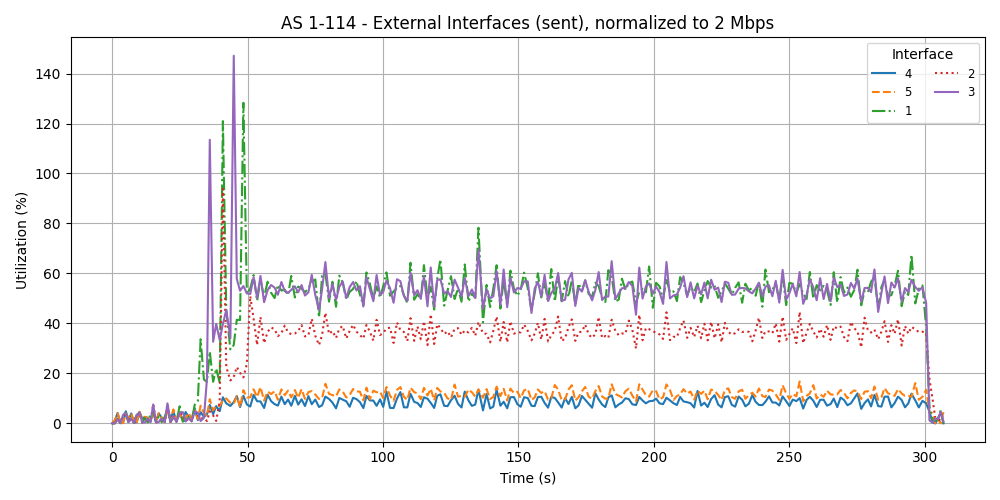 AS 1-114 - External Interfaces (sent), normalized to 2 Mbps
Interface
4
5
1
2
3
Utilization (%)
140
120
100
80
60
40
20
0
0 50 100 150 200 250 300
Time (s)